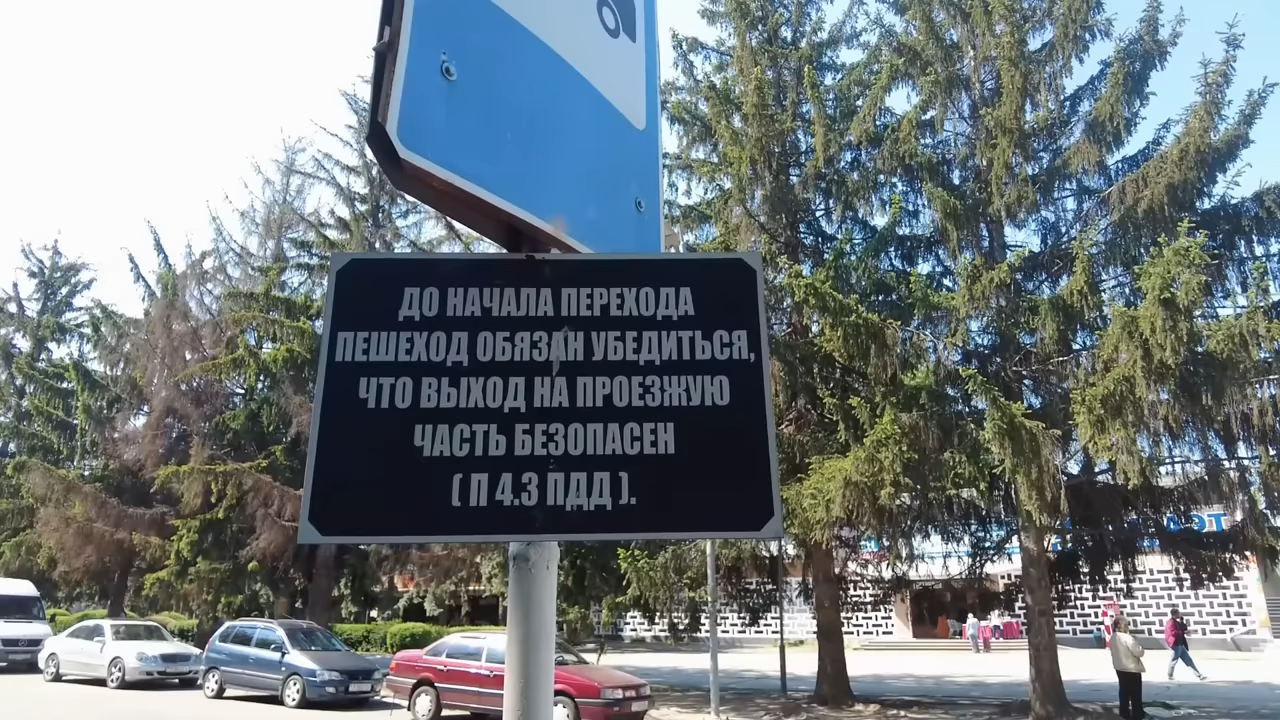 ДО НАЧАЛА ПЕРЕХОДА
ПЕШЕХОД ОБЯЗАН УБЕДИТЬСЯ,
ЧТО ВЫХОД НА ПРОЕЗЖУЮ
ЧАСТЬ БЕЗОПАСЕН
( П 4.3 ПДД ).